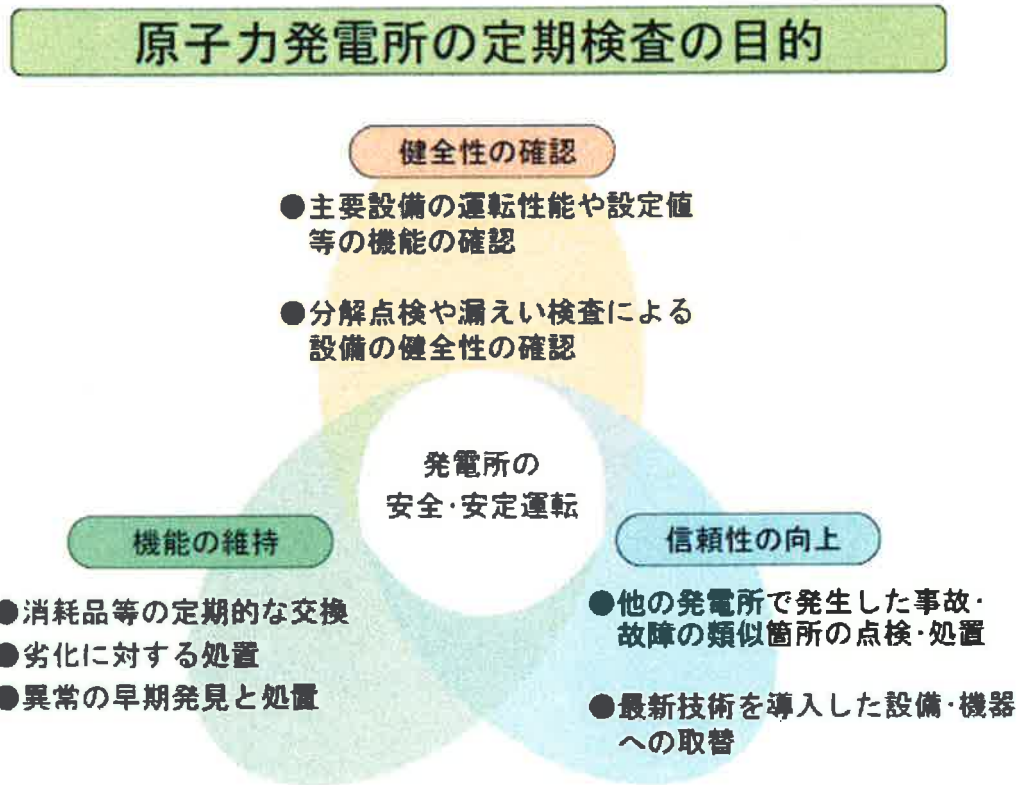 原子力発電所の定期検査の目的
健全性の確認
●主要設備の運転性能や設定値
等の機能の確認
●分解点検や漏えい検査による
設備の健全性の確認
発電所の
安全・安定運転
機能の維持
●消耗品等の定期的な交換
●劣化に対する処置
●異常の早期発見と処置
信頼性の向上
●他の発電所で発生した事故・
故障の類似箇所の点検・処置
●最新技術を導入した設備・機器
への取替